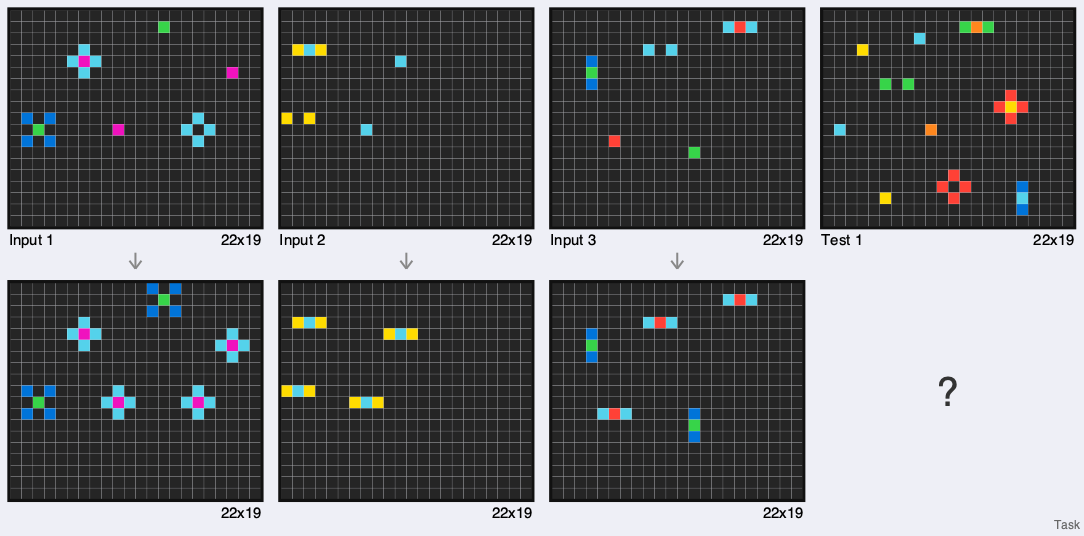 Input 1 22x19
Input 2 22x19
Input 3 22x19
Test 1 22x19
?
22x19
22x19
22x19
Task